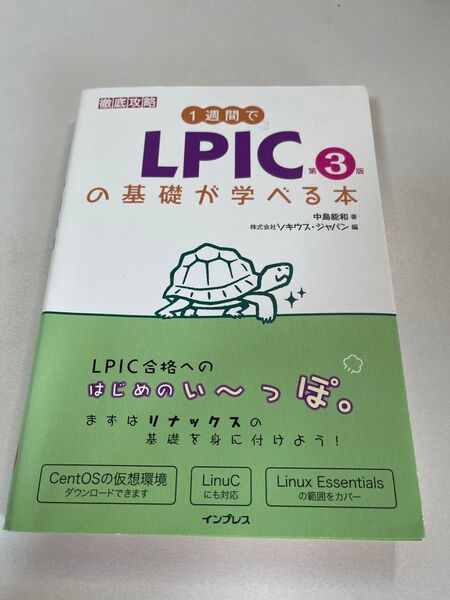 徹底攻略
1週間で
LPIC 第3版
の基礎が学べる本
中島能和 著
株式会社ソキウス・ジャパン 編
LPIC合格への
はじめのい〜っぽ。
まずはリナックスの
基礎を身に付けよう!
CentOSの仮想環境
ダウンロードできます
LinuC
にも対応
Linux Essentials
の範囲をカバー
インプレス